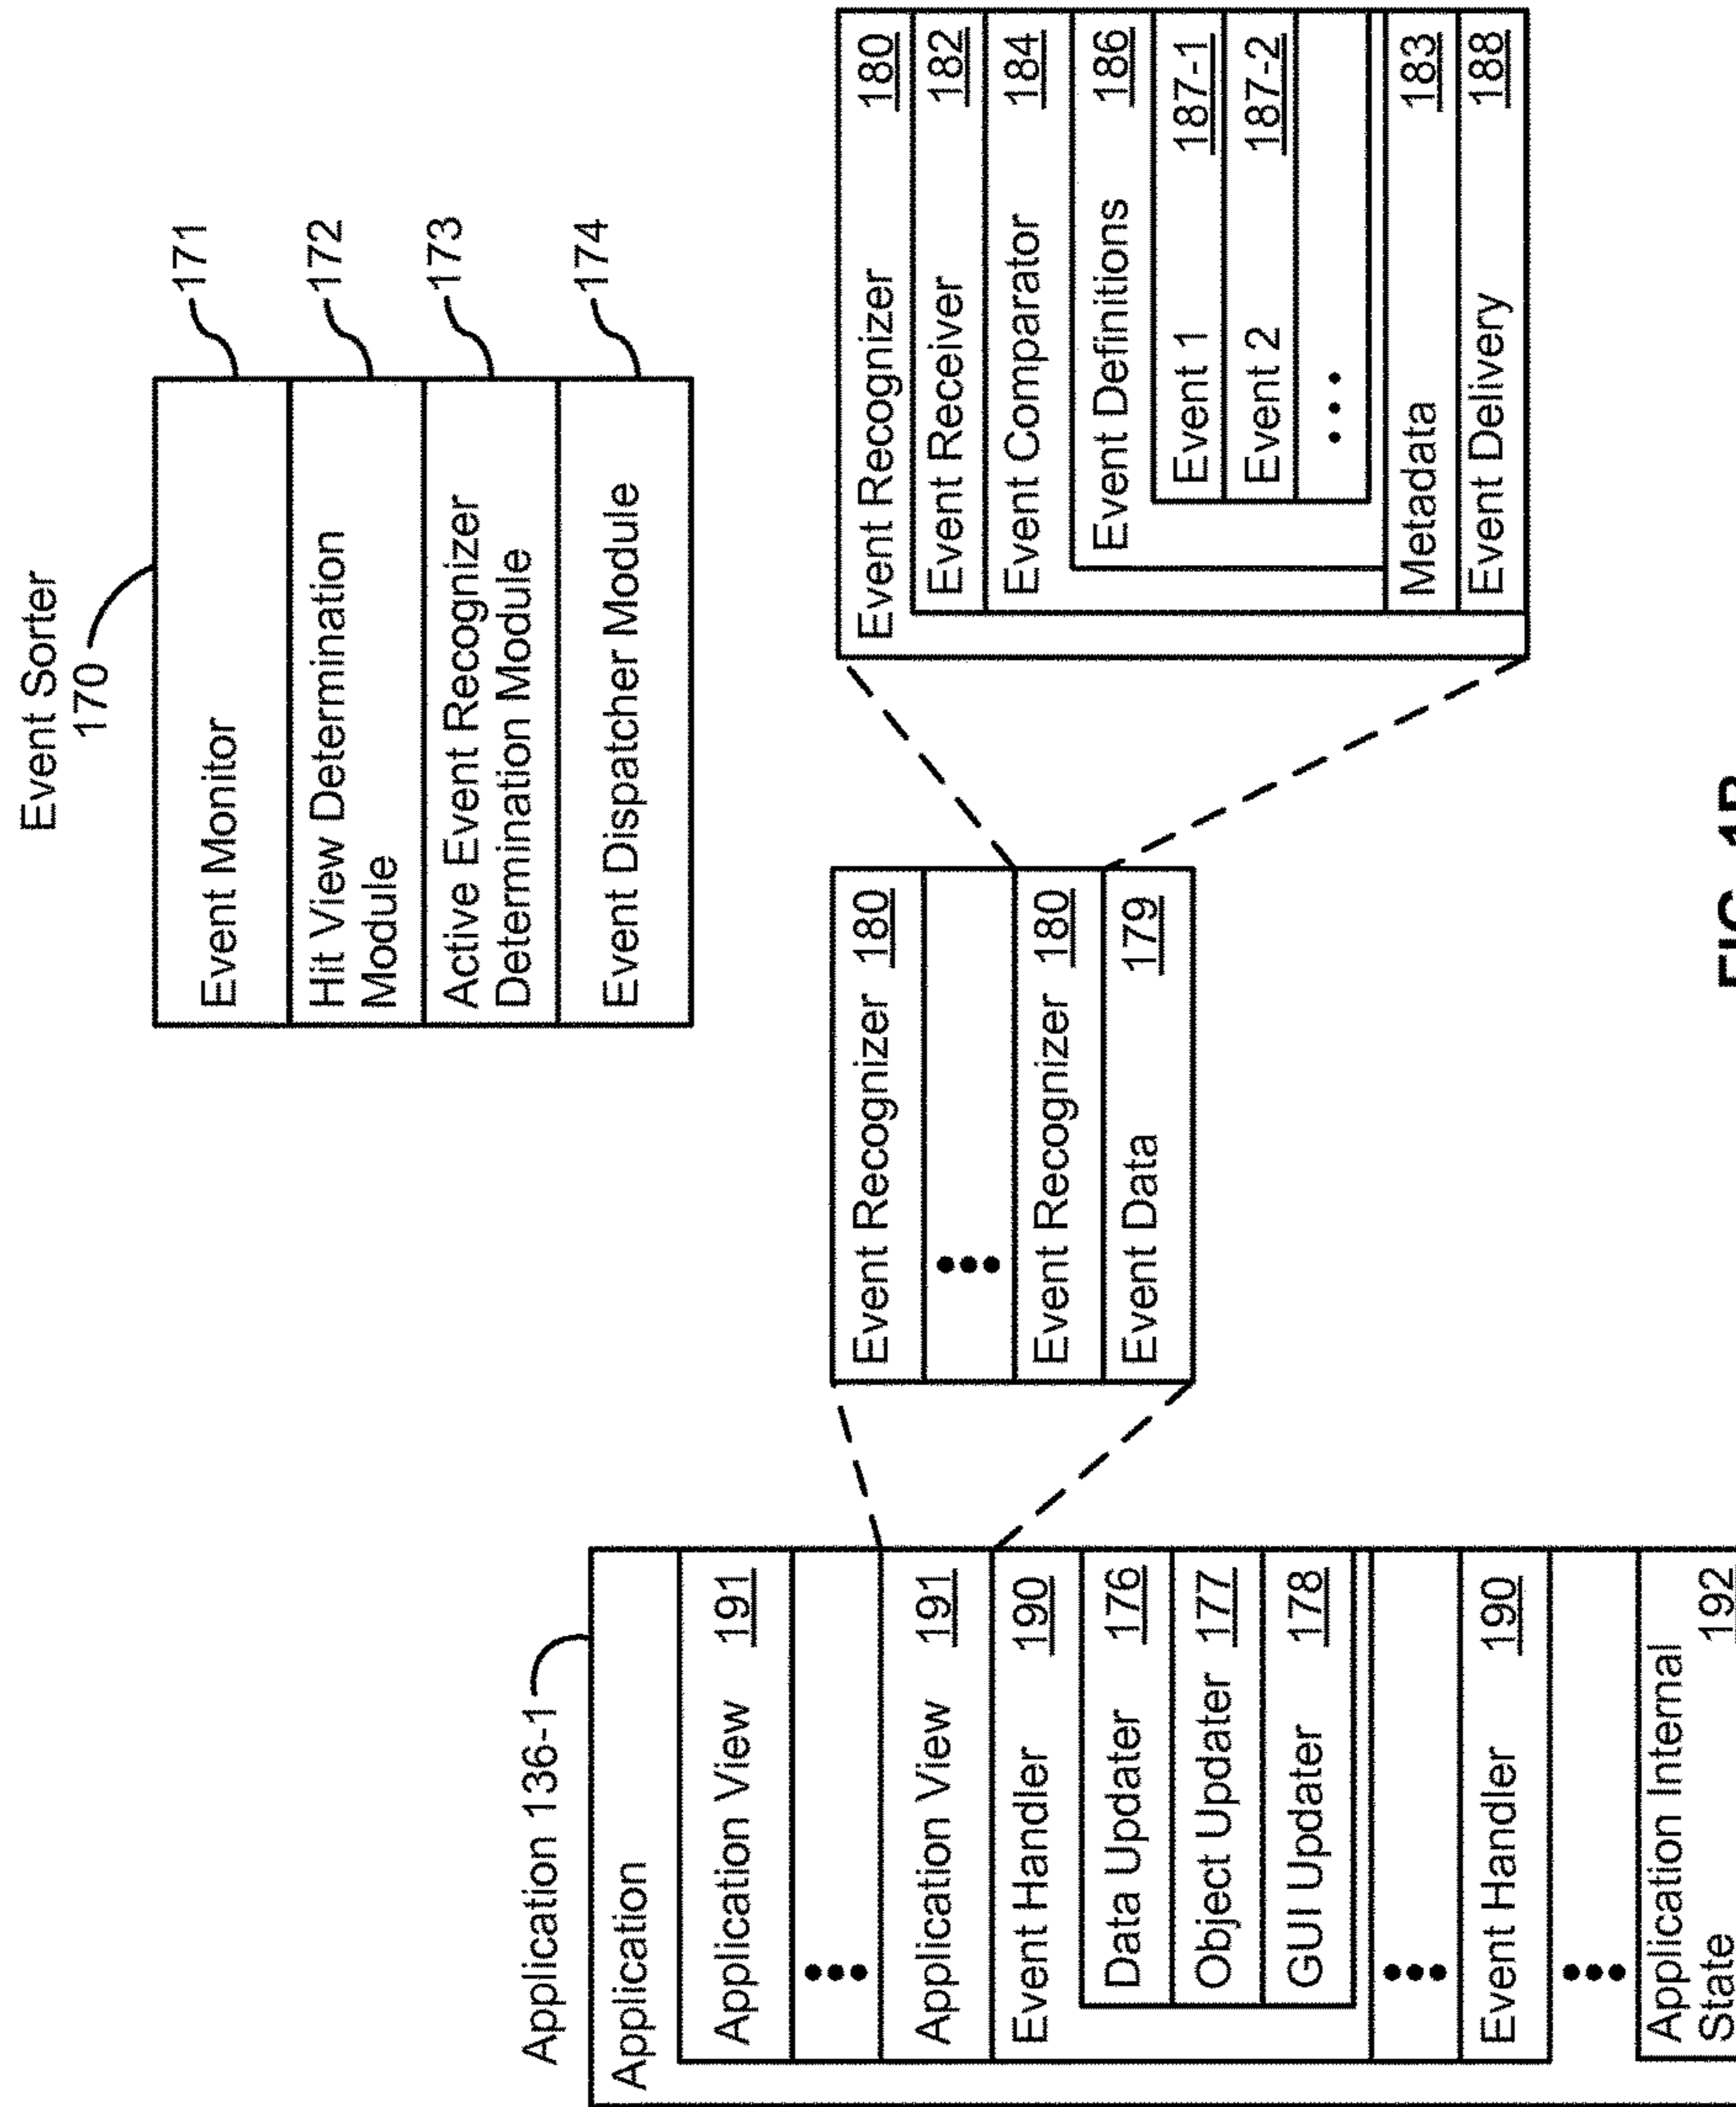 Event Sorter
170
Event Monitor
171
Hit View Determination
Module
172
Active Event Recognizer
Determination Module
173
Event Dispatcher Module
174
Application 136-1
Application
Application View 191
Application View 191
Event Handler 190
Data Updater 176
Object Updater 177
GUI Updater 178
Event Handler 190
Application Internal
State 192
Event Recognizer 180
Event Recognizer 180
Event Data 179
Event Recognizer 180
Event Receiver 182
Event Comparator 184
Event Definitions 186
Event 1 187-1
Event 2 187-2
Metadata 183
Event Delivery 188